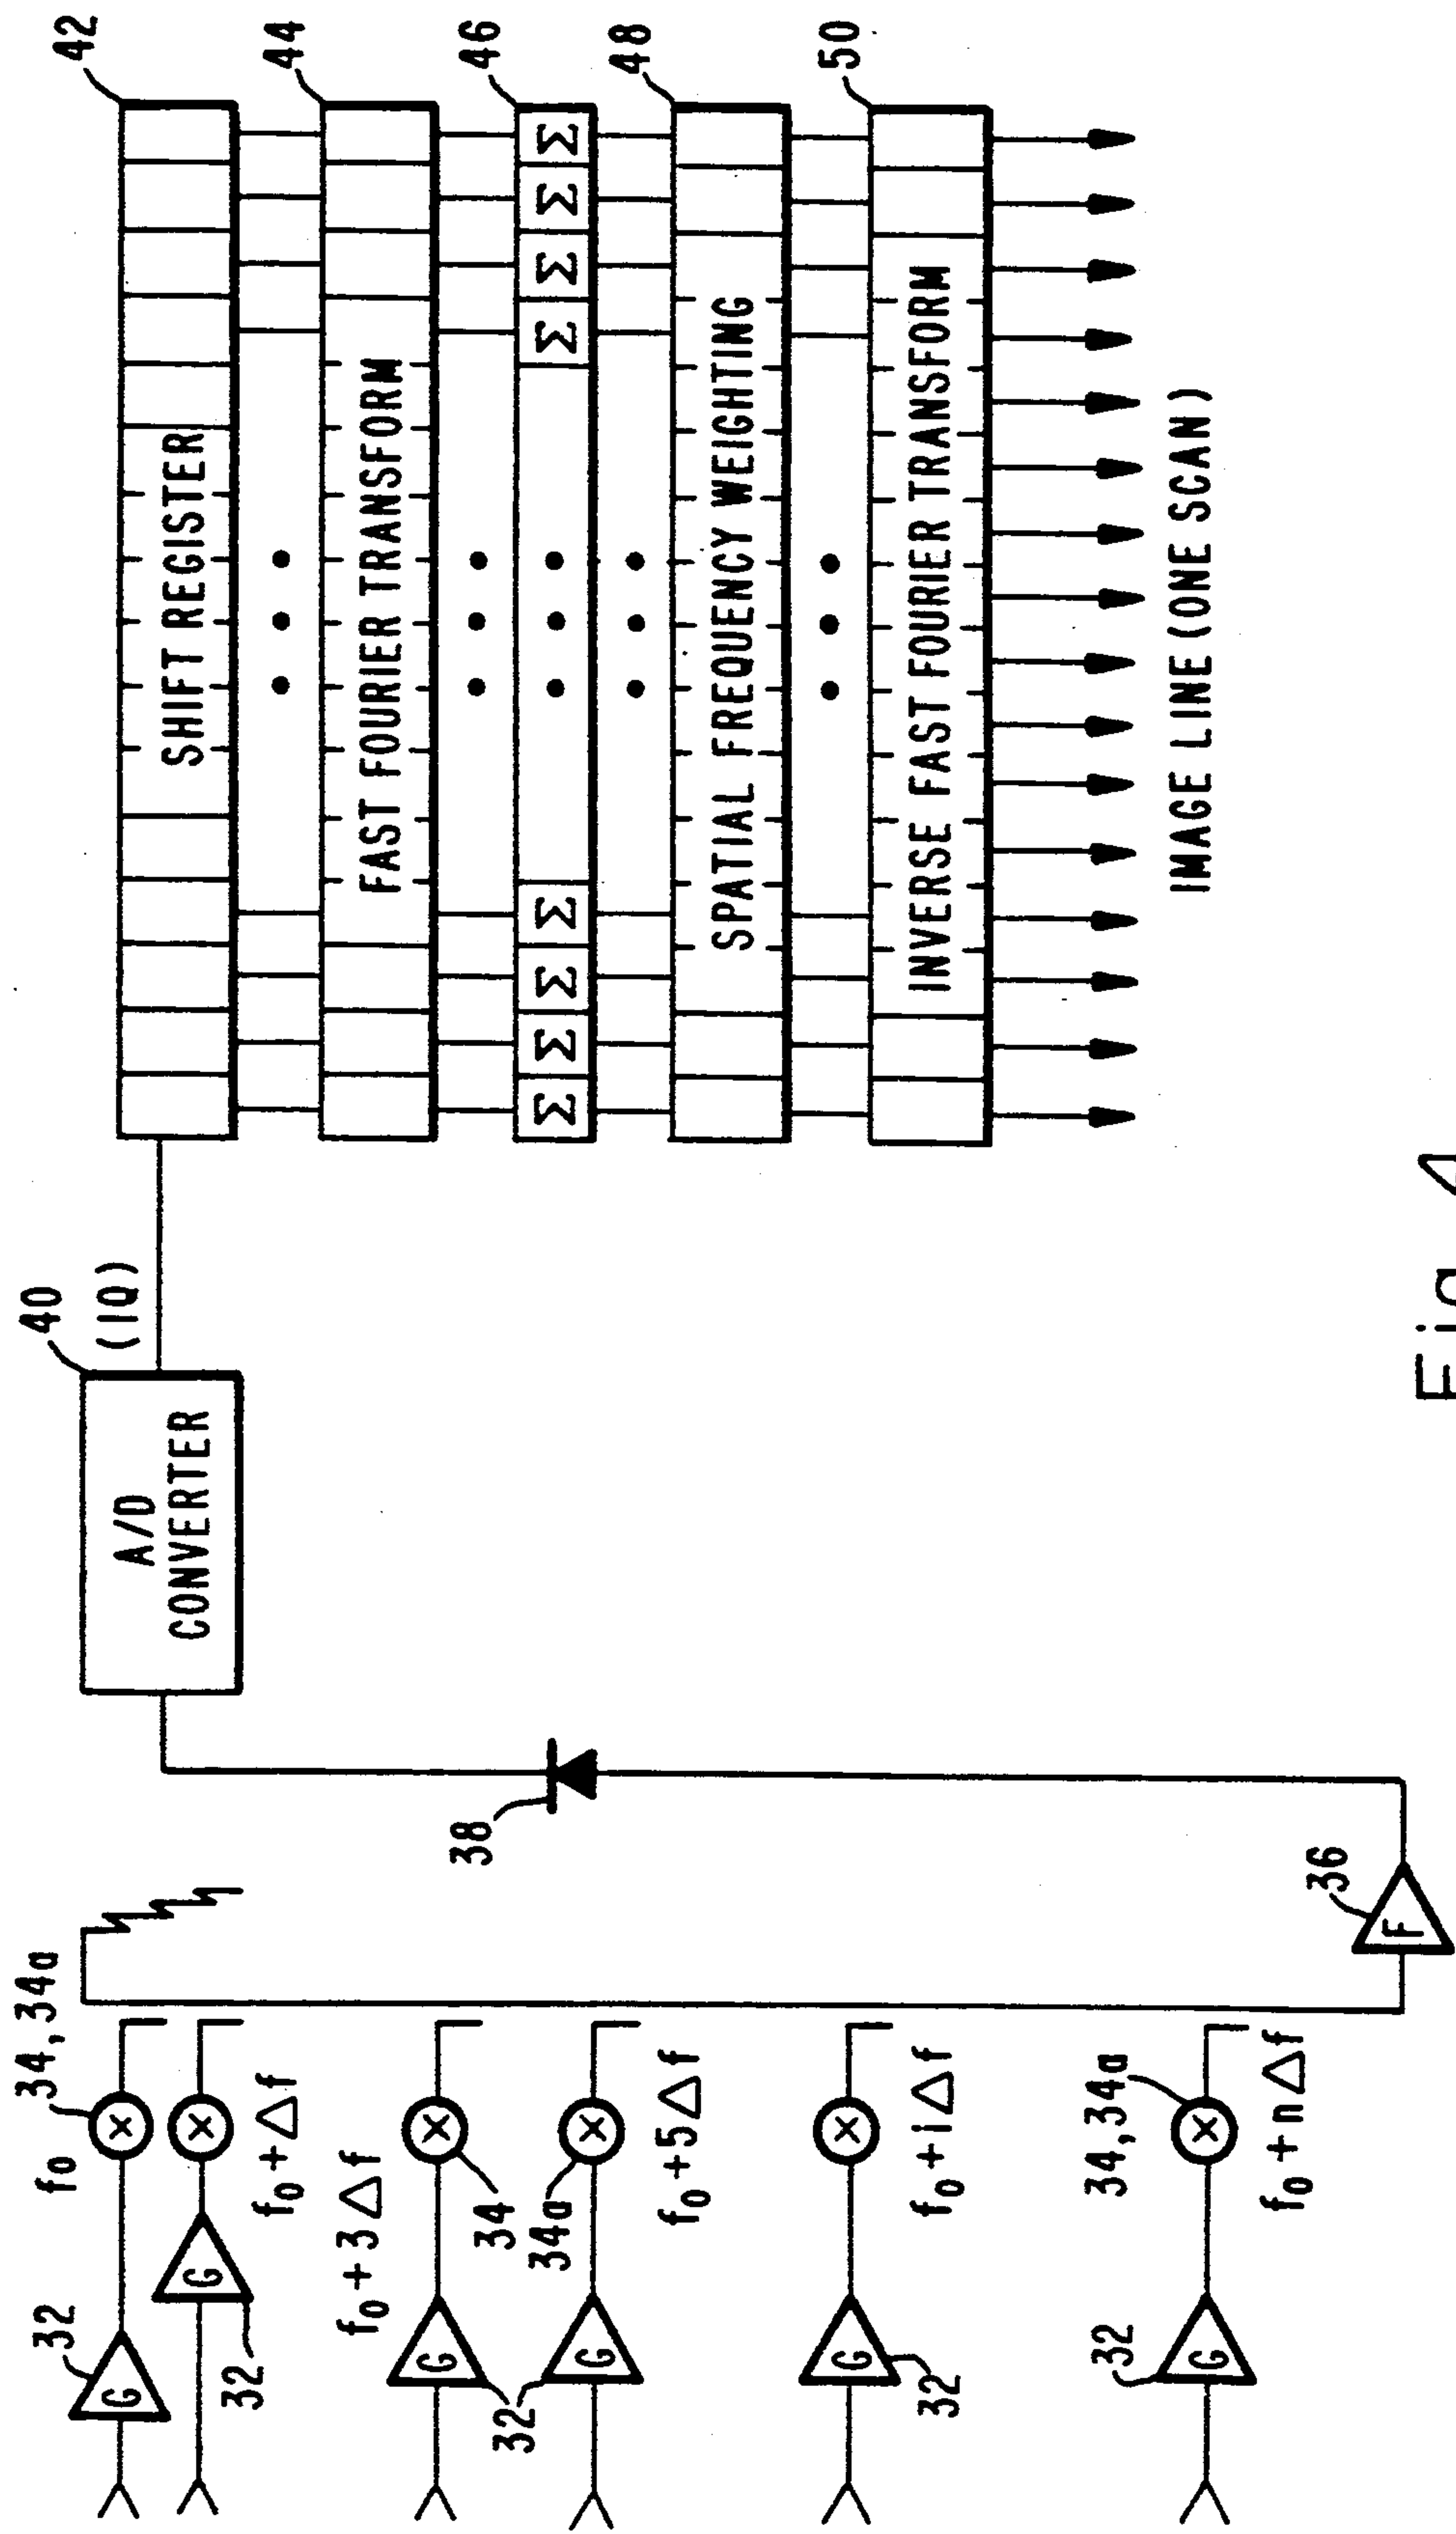 32
G
f₀
34, 34a
X
32
G
f₀ + Δf
X
f₀ + 3Δf
G
X
34
32
G
34a
X
f₀ + 5Δf
G
32
X
f₀ + iΔf
32
G
34, 34a
X
f₀ + nΔf
36
F
38
40
A/D
CONVERTER
(IQ)
42
SHIFT REGISTER
44
FAST FOURIER TRANSFORM
46
Σ Σ Σ Σ Σ Σ Σ Σ
48
SPATIAL FREQUENCY WEIGHTING
50
INVERSE FAST FOURIER TRANSFORM
IMAGE LINE (ONE SCAN)
Fig. 4